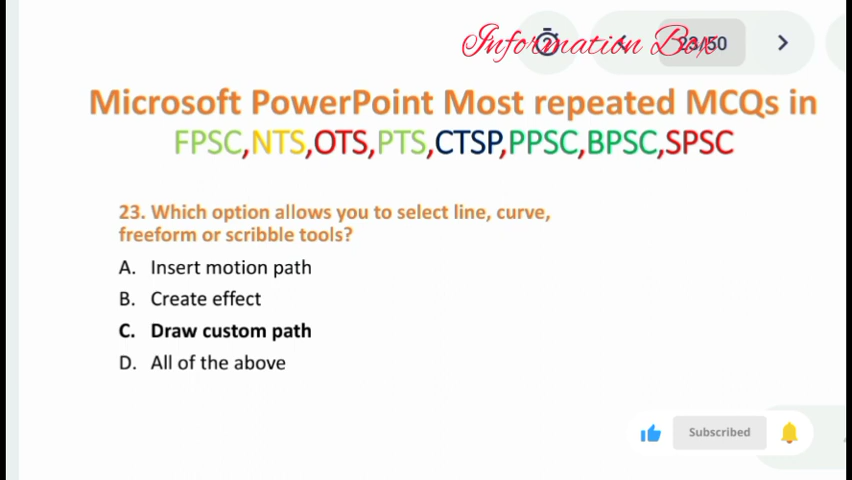 Information Box
23/50
Microsoft PowerPoint Most repeated MCQs in
FPSC,NTS,OTS,PTS,CTSP,PPSC,BPSC,SPSC
23. Which option allows you to select line, curve,
freeform or scribble tools?
A. Insert motion path
B. Create effect
C. Draw custom path
D. All of the above
Subscribed